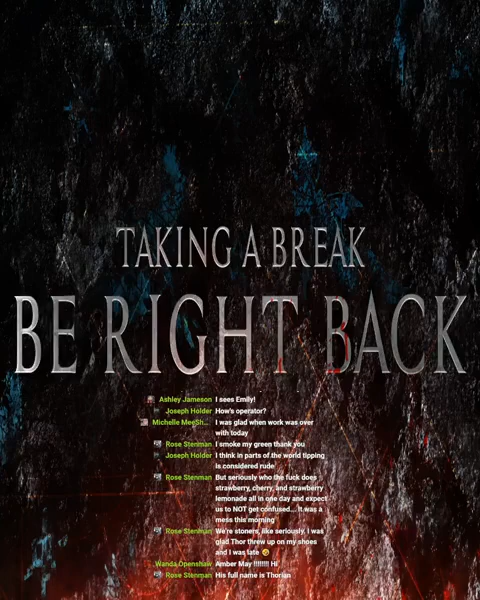 TAKING A BREAK
BE RIGHT BACK
Ashley Jameson I sees Emily!
Joseph Holder How's operator?
Michelle MeeSh... I was glad when work was over
with today
Rose Stenman I smoke my green thank you
Joseph Holder I think in parts of the world tipping
is considered rude
Rose Stenman But seriously who the fuck does
strawberry, cherry, and strawberry
lemonade all in one day and expect
us to NOT get confused... It was a
mess this morning
Rose Stenman We're stoners, like seriously. I was
glad Thor threw up on my shoes
and I was late 🤣
Wanda Openshaw Amber May !!!!!!!! Hi
Rose Stenman His full name is Thorian